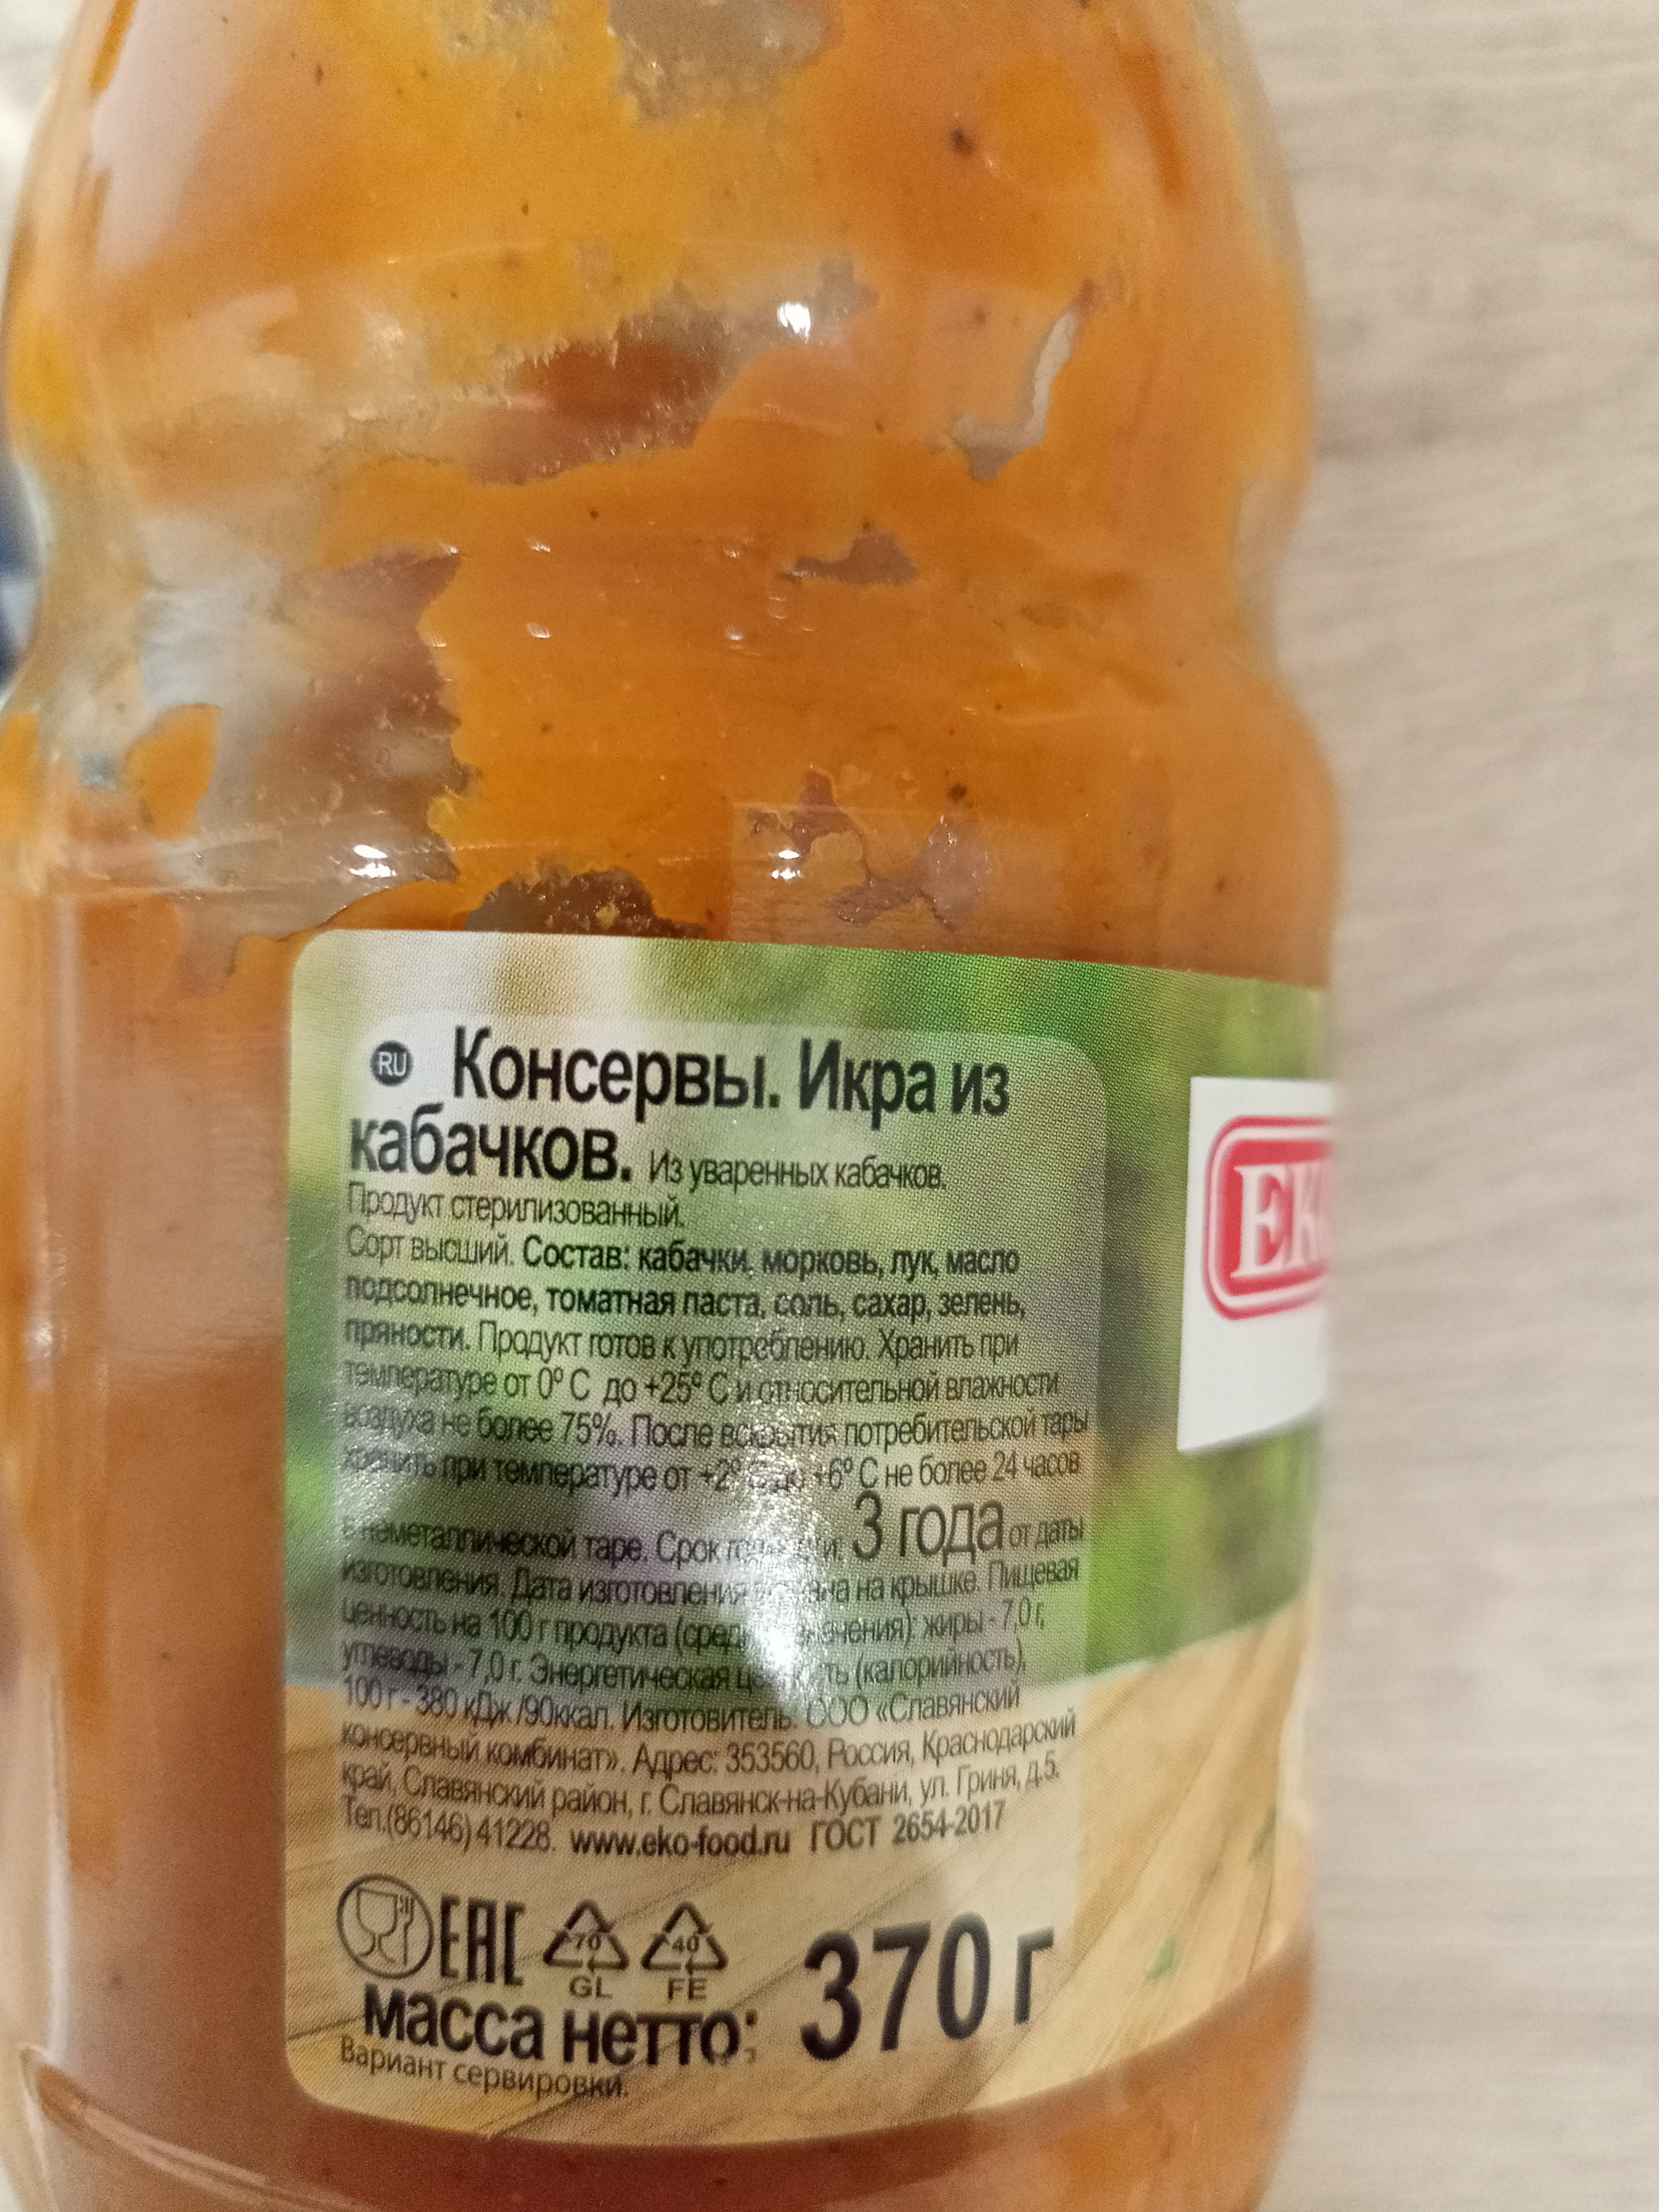 RU Консервы. Икра из
кабачков. Из уваренных кабачков.
Продукт стерилизованный.
Сорт высший. Состав: кабачки, морковь, лук, масло
подсолнечное, томатная паста, соль, сахар, зелень,
пряности. Продукт готов к употреблению. Хранить при
температуре от 0° С до +25° С и относительной влажности
воздуха не более 75%. После вскрытия потребительской тары
хранить при температуре от +2° С до +6° С не более 24 часов
в неметаллической таре. Срок 3 года от даты
изготовления. Дата изготовления на крышке. Пищевая
ценность на 100 г продукта (средние значения): жиры - 7,0 г,
углеводы - 7,0 г. Энергетическая ценность (калорийность),
100 г - 380 кДж /90ккал. Изготовитель: ООО «Славянский
консервный комбинат». Адрес: 353560, Россия, Краснодарский
край, Славянский район, г. Славянск-на-Кубани, ул. Гриня, д.5.
Тел.(86146) 41228. www.eko-food.ru ГОСТ 2654-2017
EAC 70 40
GL FE
масса нетто: 370 г
Вариант сервировки.